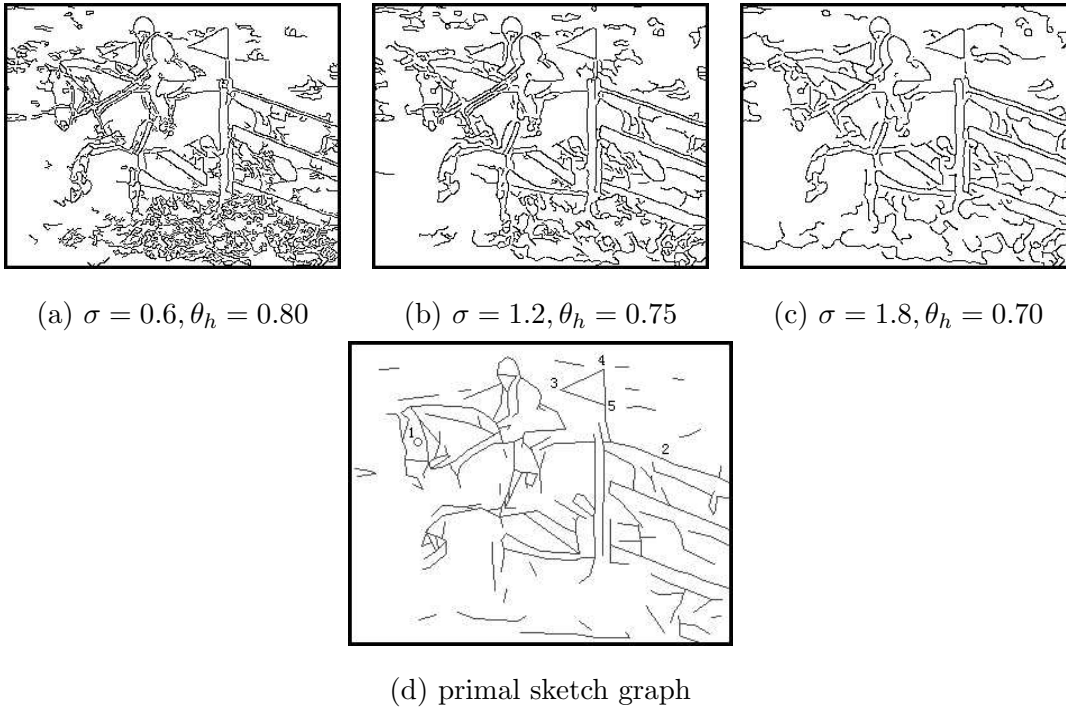 (a) σ = 0.6, θ_h = 0.80
(b) σ = 1.2, θ_h = 0.75
(c) σ = 1.8, θ_h = 0.70
4
3
5
1
2
(d) primal sketch graph